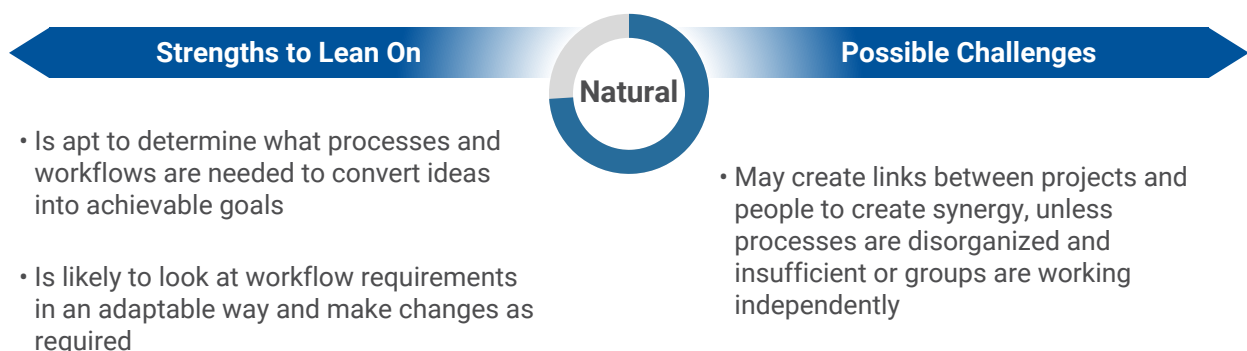 Strengths to Lean On
Natural
Possible Challenges
• Is apt to determine what processes and
workflows are needed to convert ideas
into achievable goals
• Is likely to look at workflow requirements
in an adaptable way and make changes as
required
• May create links between projects and
people to create synergy, unless
processes are disorganized and
insufficient or groups are working
independently